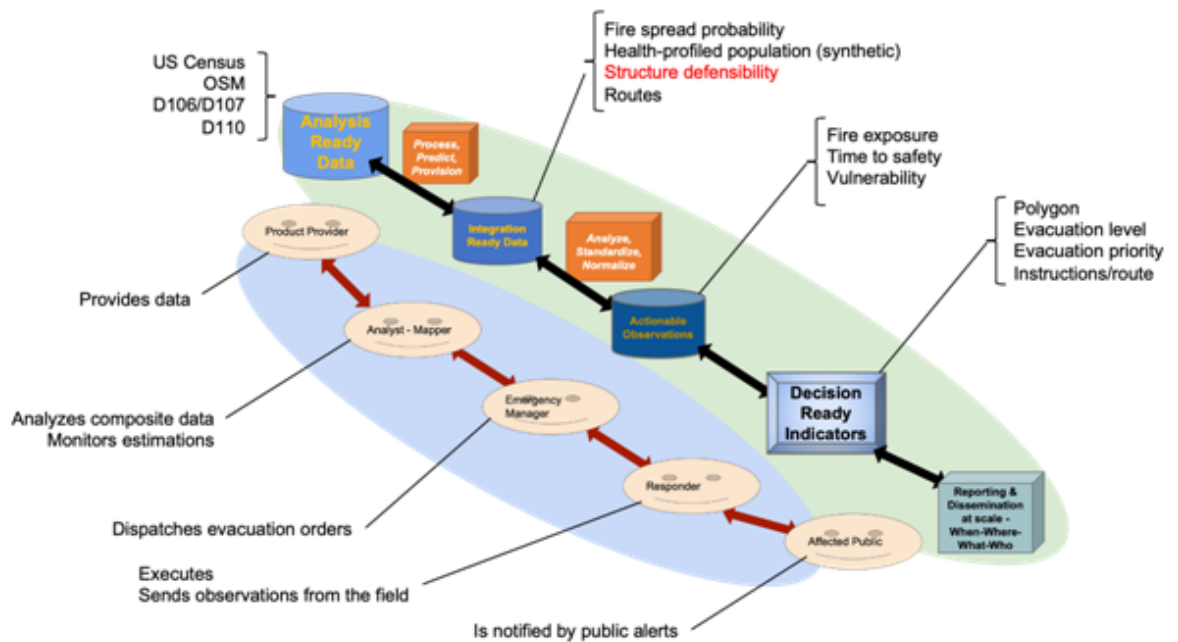 US Census
OSM
D106/D107
D110
Analysis
Ready
Data
Process,
Predict,
Provision
Fire spread probability
Health-profiled population (synthetic)
Structure defensibility
Routes
Integration
Ready Data
Analyze,
Standardize,
Normalize
Fire exposure
Time to safety
Vulnerability
Actionable
Observations
Polygon
Evacuation level
Evacuation priority
Instructions/route
Decision
Ready
Indicators
Reporting &
Dissemination
at scale -
When-Where-
What-Who
Product Provider
Provides data
Analyst - Mapper
Analyzes composite data
Monitors estimations
Emergency
Manager
Dispatches evacuation orders
Responder
Executes
Sends observations from the field
Affected Public
Is notified by public alerts